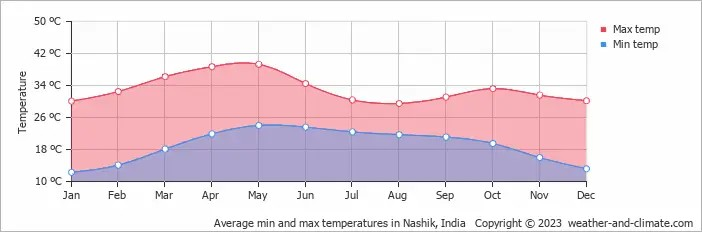 50 ºC
42 ºC
34 ºC
26 ºC
18 ºC
10 ºC
Temperature
Jan Feb Mar Apr May Jun Jul Aug Sep Oct Nov Dec
Max temp
Min temp
Average min and max temperatures in Nashik, India Copyright © 2023 weather-and-climate.com